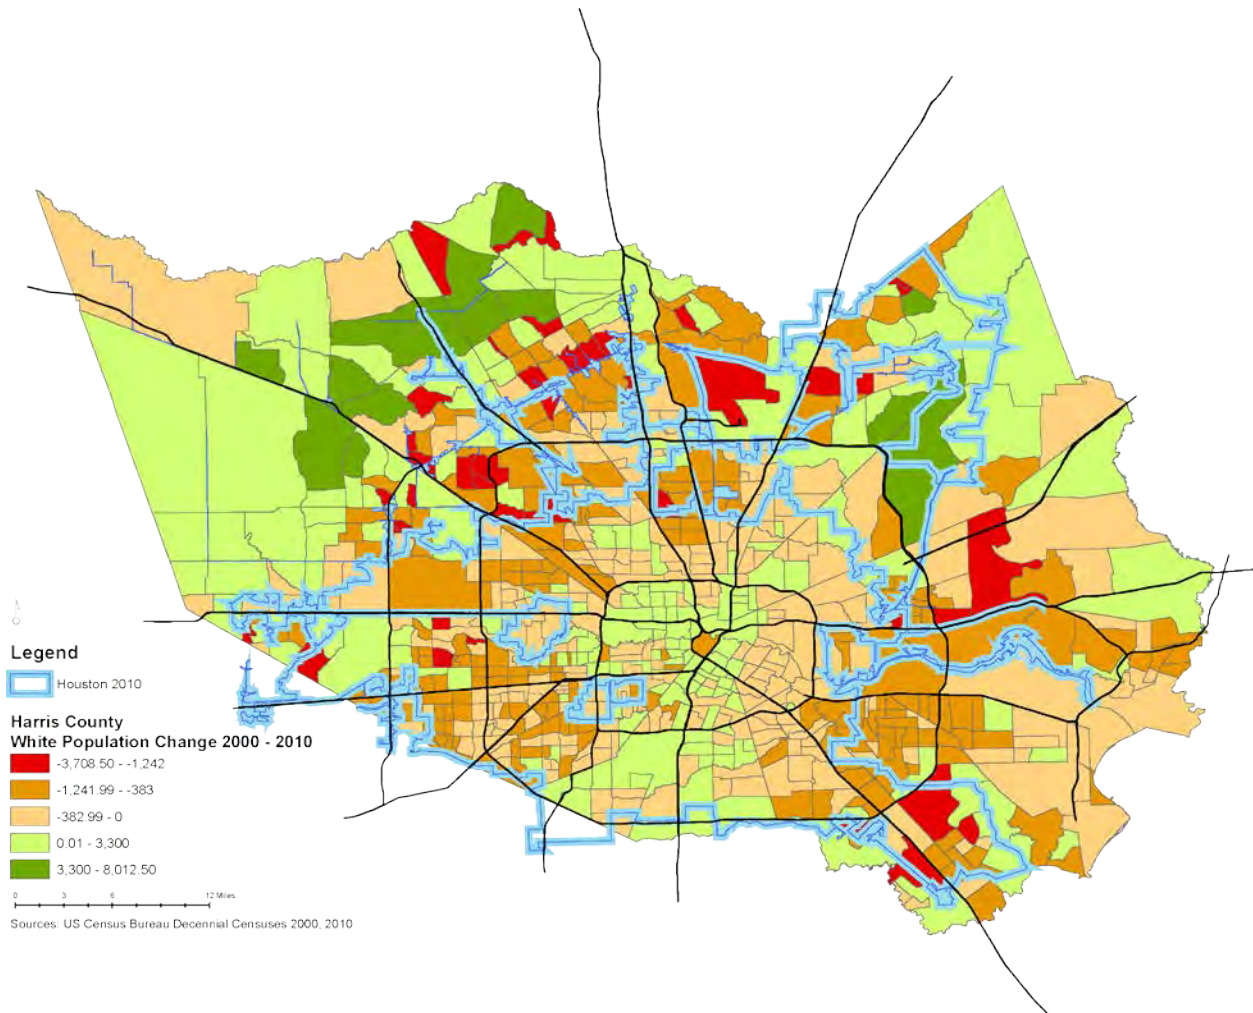 Legend
Houston 2010
Harris County
White Population Change 2000 - 2010
-3,708.50 - -1,242
-1,241.99 - -383
-382.99 - 0
0.01 - 3,300
3,300 - 8,012.50
0 3 6 12 Miles
Sources: US Census Bureau Decennial Censuses 2000, 2010